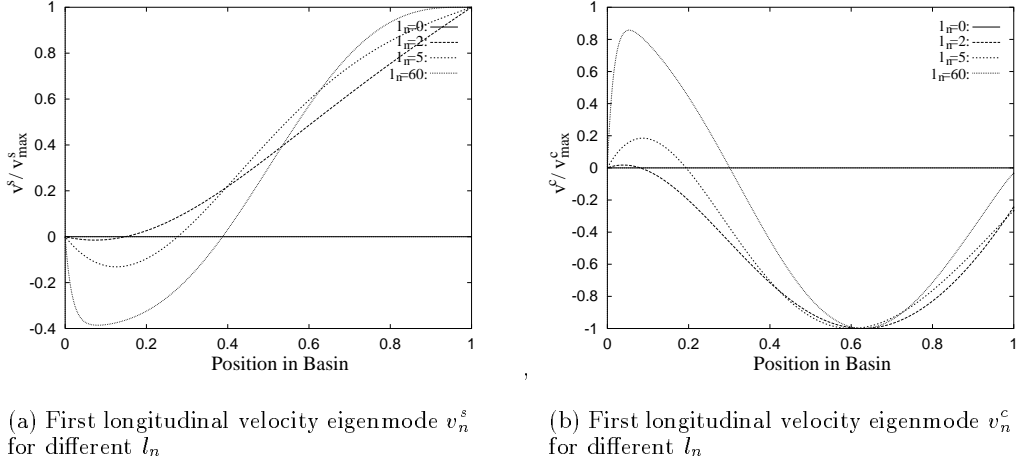 1
0.8
0.6
0.4
0.2
0
-0.2
-0.4
0 0.2 0.4 0.6 0.8 1
v^s / v^s_max
Position in Basin
l_n=0:
l_n=2:
l_n=5:
l_n=60:
1
0.8
0.6
0.4
0.2
0
-0.2
-0.4
-0.6
-0.8
-1
0 0.2 0.4 0.6 0.8 1
v^c / v^c_max
Position in Basin
l_n=0:
l_n=2:
l_n=5:
l_n=60:
,
(a) First longitudinal velocity eigenmode v_n^s
for different l_n
(b) First longitudinal velocity eigenmode v_n^c
for different l_n